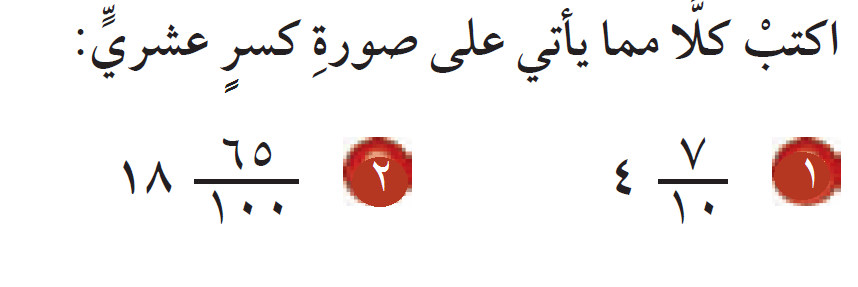 اكتبْ كلًّا مما يأتي على صورةِ كسرٍ عشريٍّ:
١ ٤ ٧/١٠ ٢ ١٨ ٦٥/١٠٠